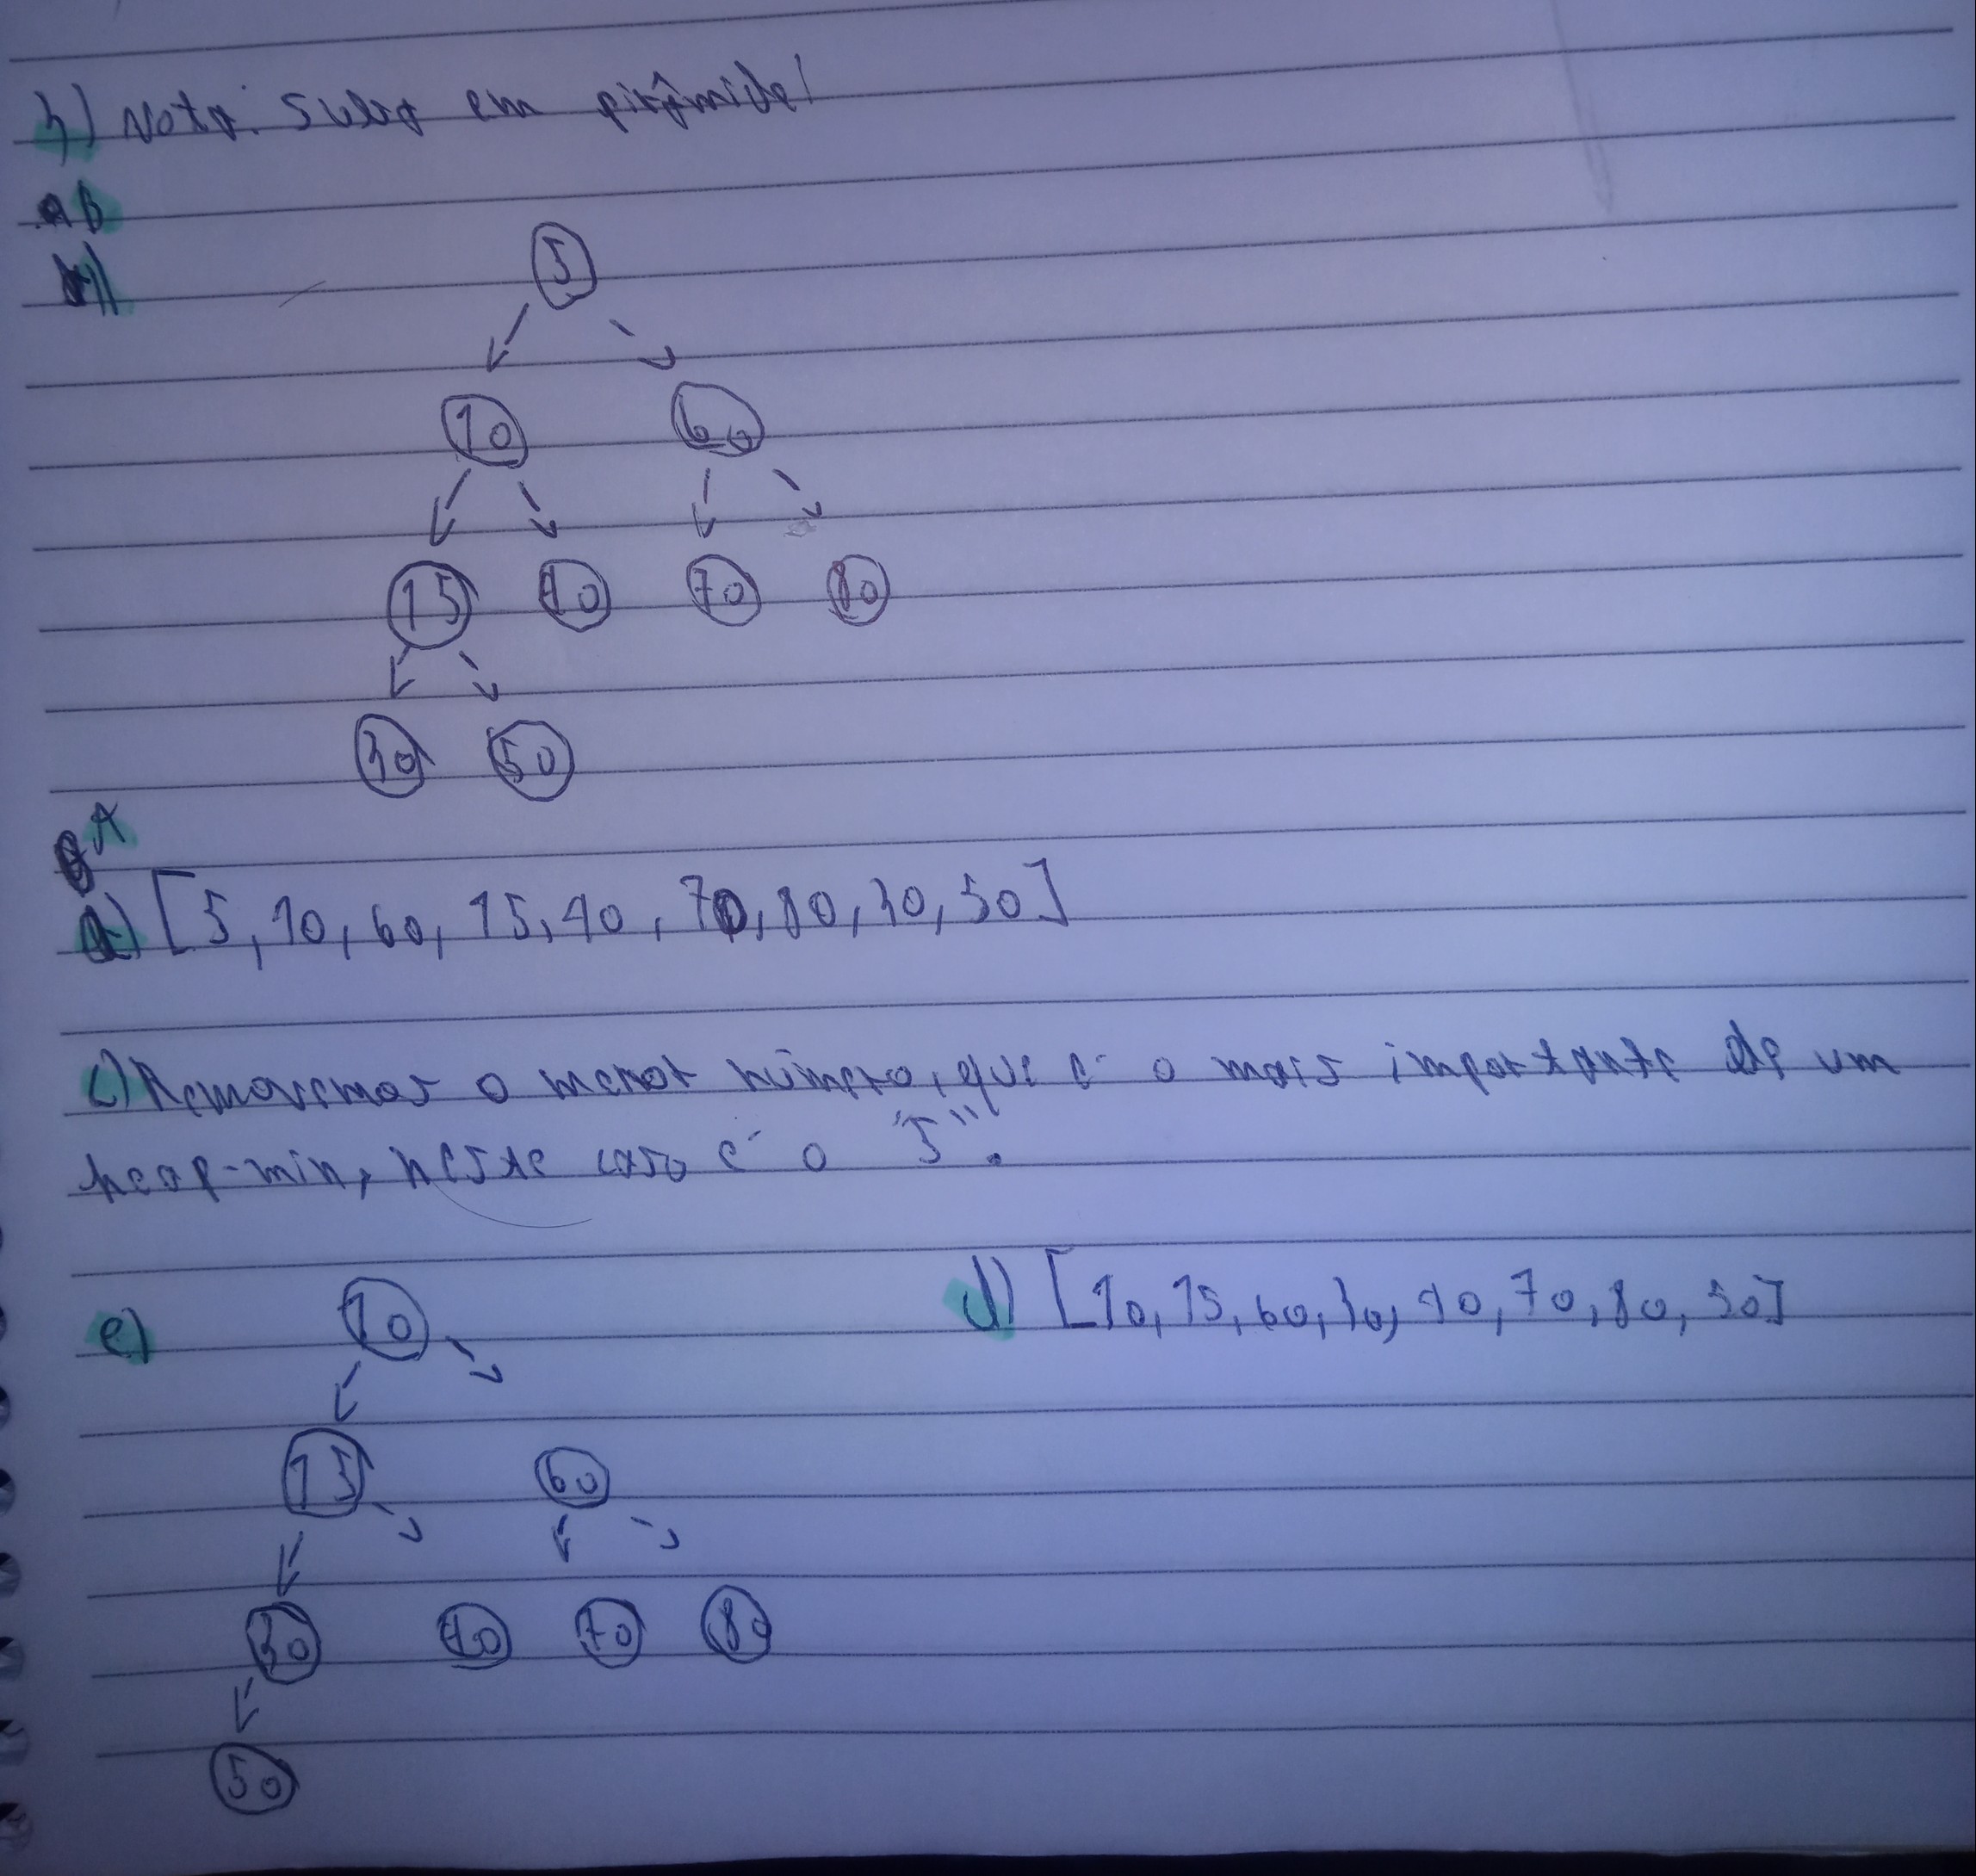 3) Nota: suba em pirâmide!
B
5
10 60
15 40 70 80
30 50
A
[5, 10, 60, 15, 40, 70, 80, 30, 50]
c) Removemos o menor número, que é o mais importante de um
heap-min, neste caso é o "5".
e) 10 d) [10, 15, 60, 30, 40, 70, 80, 50]
15 60
30 40 70 80
50